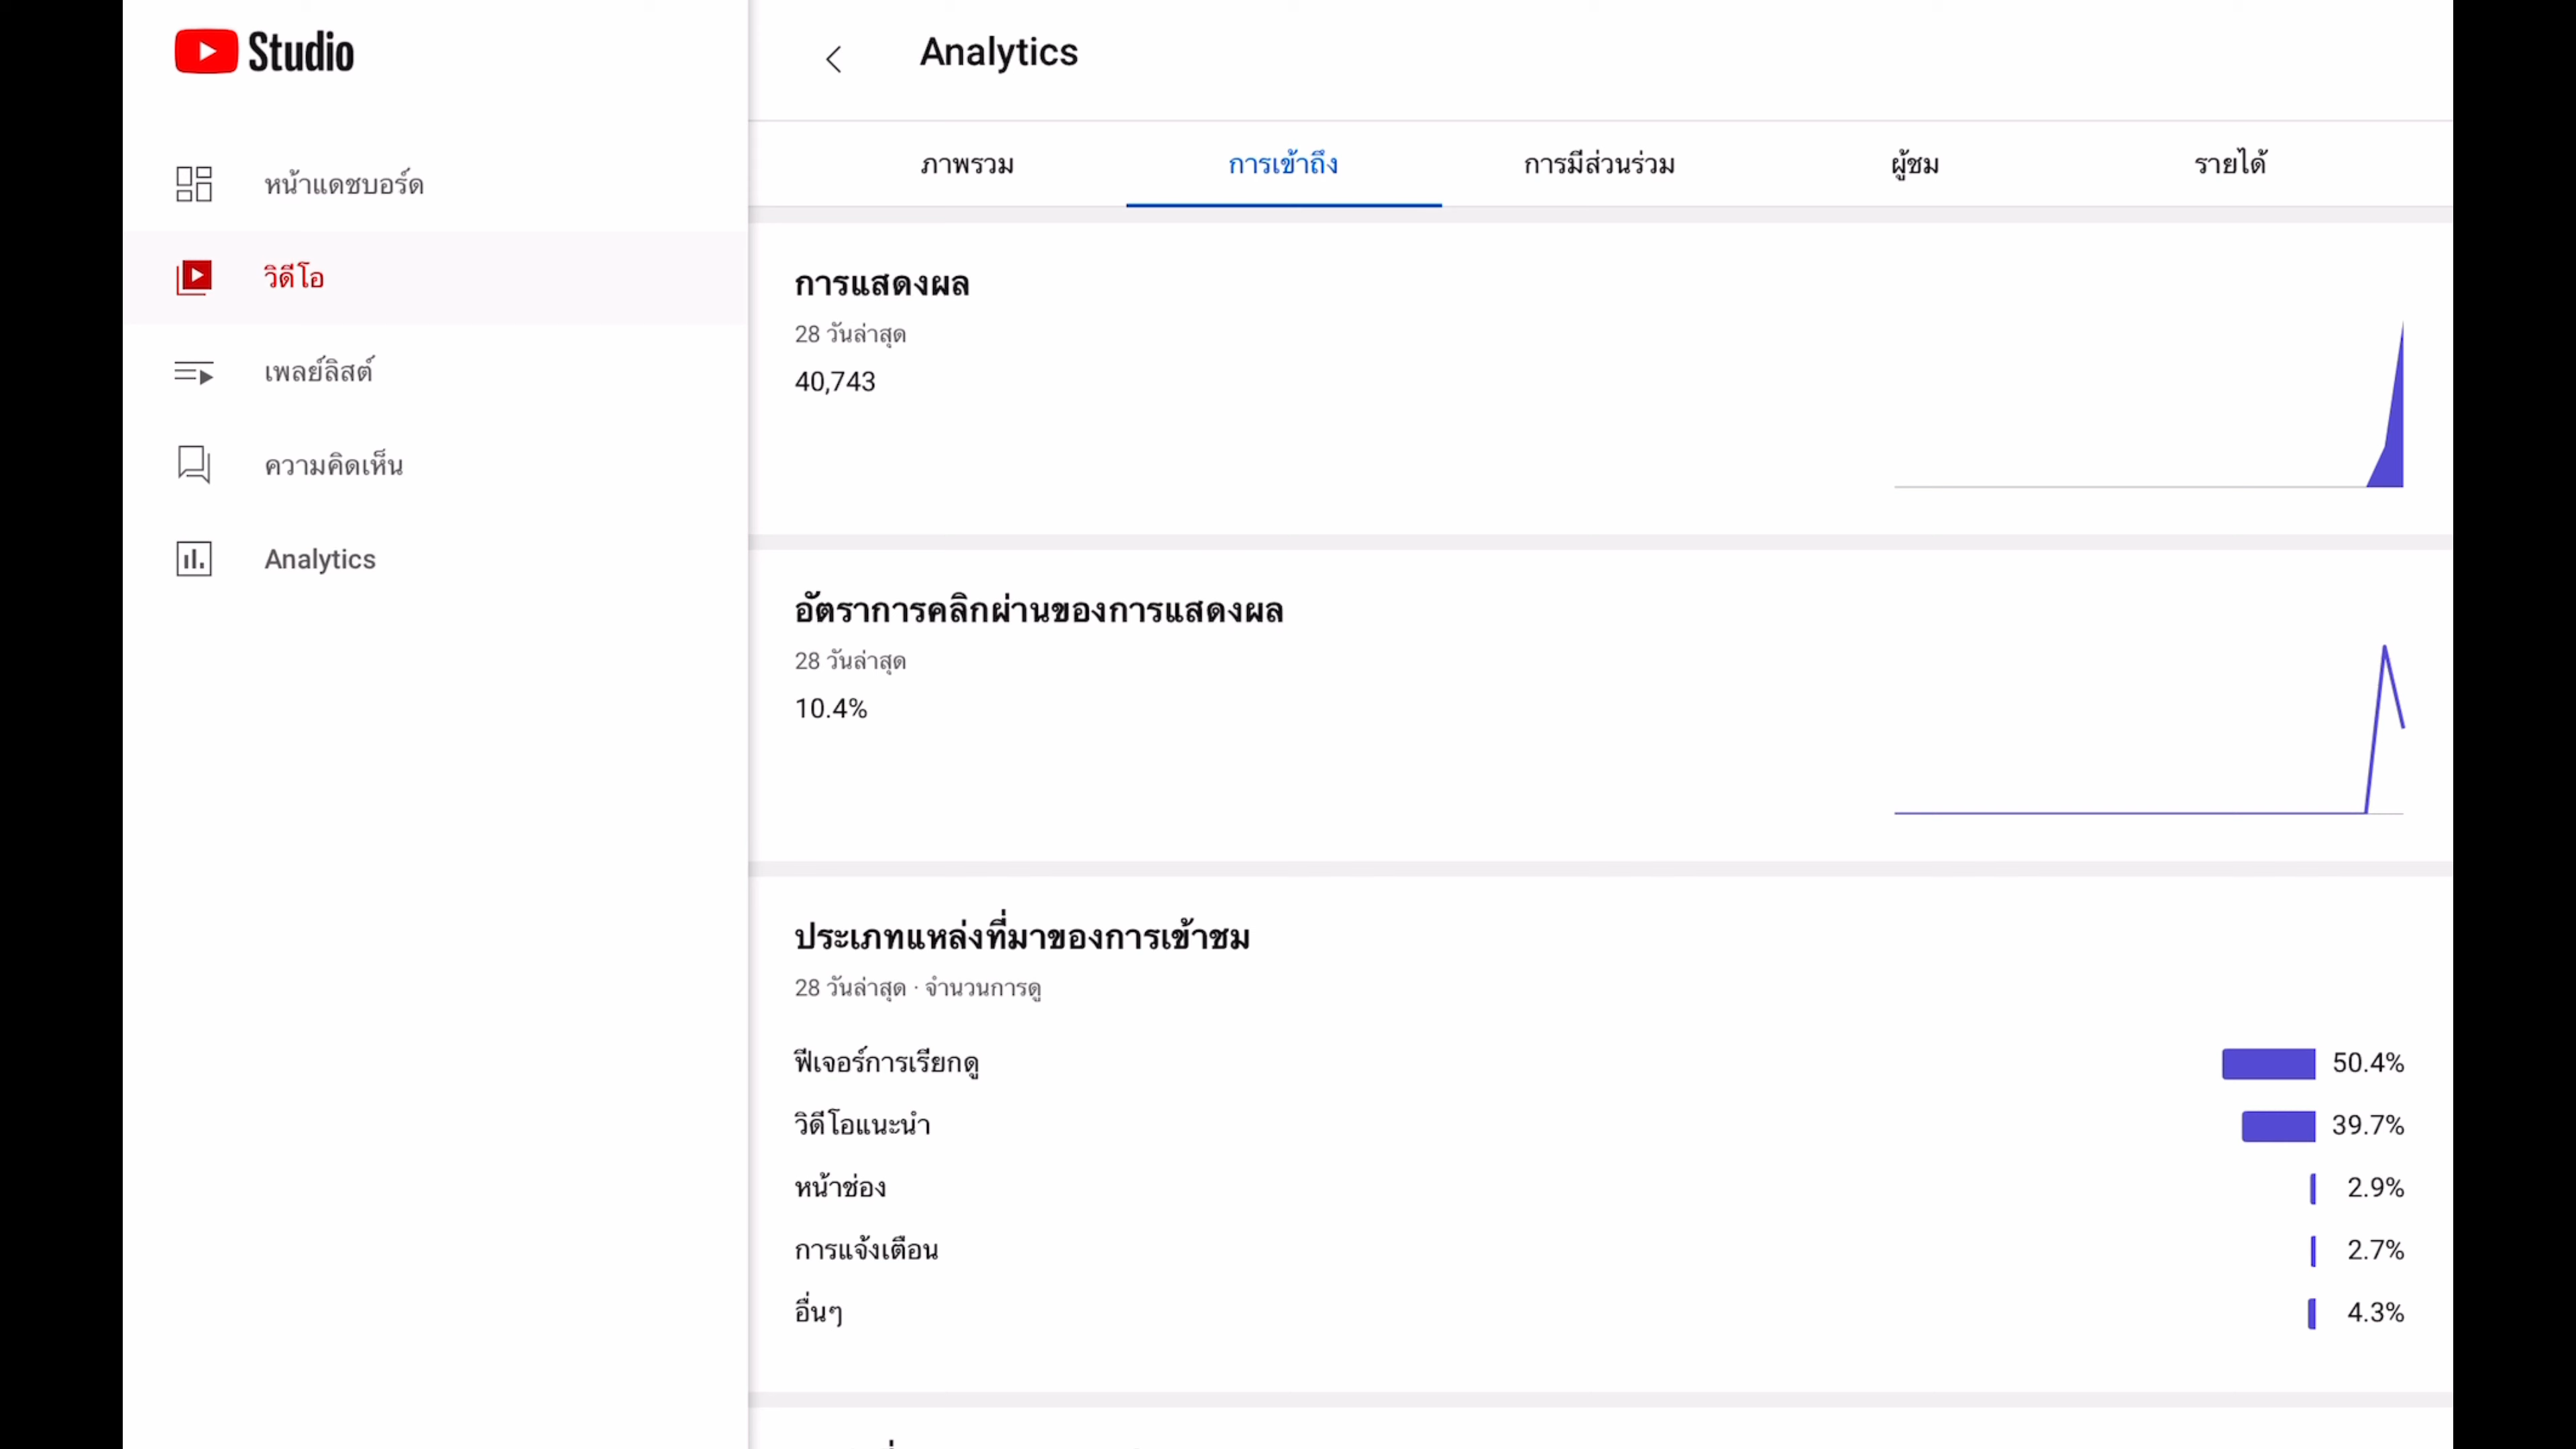 Studio
หน้าแดชบอร์ด
วิดีโอ
เพลย์ลิสต์
ความคิดเห็น
Analytics
Analytics
ภาพรวม การเข้าถึง การมีส่วนร่วม ผู้ชม รายได้
การแสดงผล
28 วันล่าสุด
40,743
อัตราการคลิกผ่านของการแสดงผล
28 วันล่าสุด
10.4%
ประเภทแหล่งที่มาของการเข้าชม
28 วันล่าสุด · จำนวนการดู
ฟีเจอร์การเรียกดู 50.4%
วิดีโอแนะนำ 39.7%
หน้าช่อง 2.9%
การแจ้งเตือน 2.7%
อื่นๆ 4.3%